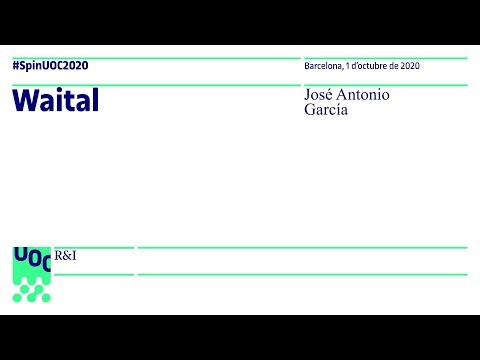 #SpinUOC2020
Barcelona, 1 d'octubre de 2020
Waital
José Antonio
García
UOC
R&I